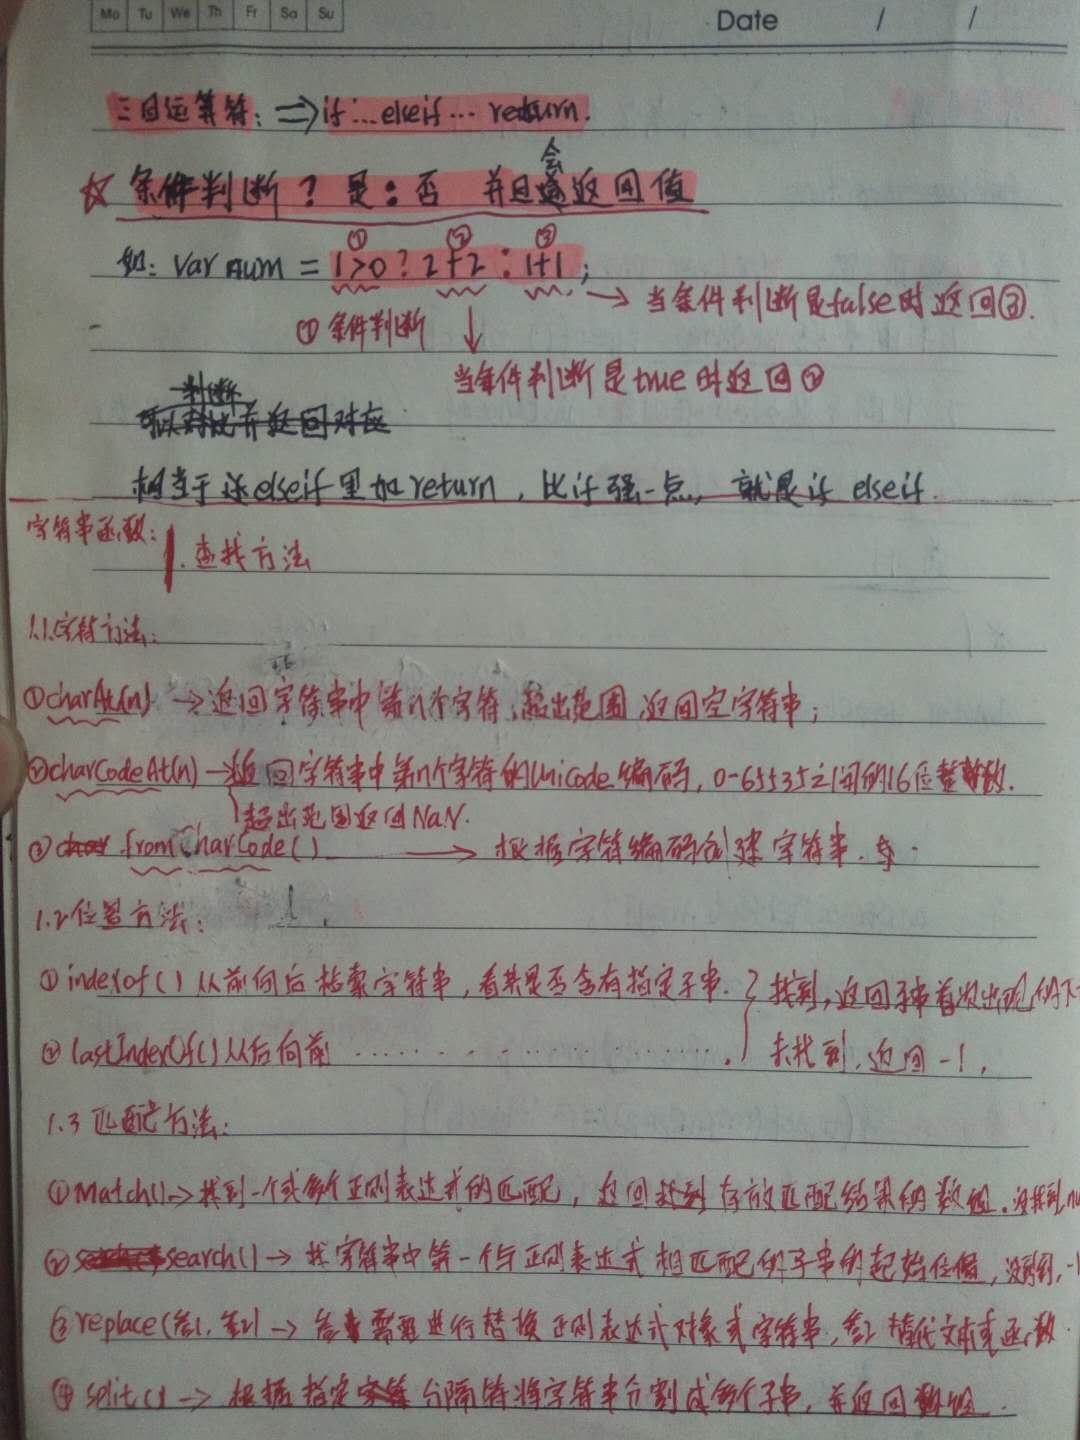 Mo Tu We Th Fr Sa Su
Date / /
三目运算符: ⇒ if…elseif… return.
☆ 条件判断？是：否 并且会返回值
如: var num = 1>0 ? 2+2 : 1+1 ;
① ② ③
→ 当条件判断是false时返回③.
① 条件判断
当条件判断是true时返回②
判断
可以对比并返回对应
相当于 在elseif里加return, 比if强一点, 就是if elseif.
字符串函数:
1. 查找方法
1.1.字符方法:
①charAt(n) → 返回字符串中第n个字符,超出范围,返回空字符串;
②charCodeAt(n) → 返回字符串中第n个字符的Unicode编码, 0-65535之间的16位整数.
超出范围返回NaN.
③ fromCharCode() → 根据字符编码创建字符串.
1.2位置方法:
① indexof() 从前向后 检索字符串, 看其是否含有指定子串. } 找到, 返回子串首次出现的下
② lastIndexOf() 从后向前 ………… 未找到, 返回 -1,
1.3 匹配方法:
①Match() → 找到一个或多个正则表达式的匹配, 返回找到存放匹配结果的数组. 没找到nu
② search() → 找字符串中第一个与正则表达式相匹配的子串的起始位置, 没找到, -1
③ replace(参1, 参2) → 参 需要进行替换正则表达式对象或字符串, 参2 替代文本或函数.
④ split() → 根据指定 分隔符将字符串分割成多个子串, 并返回数组.